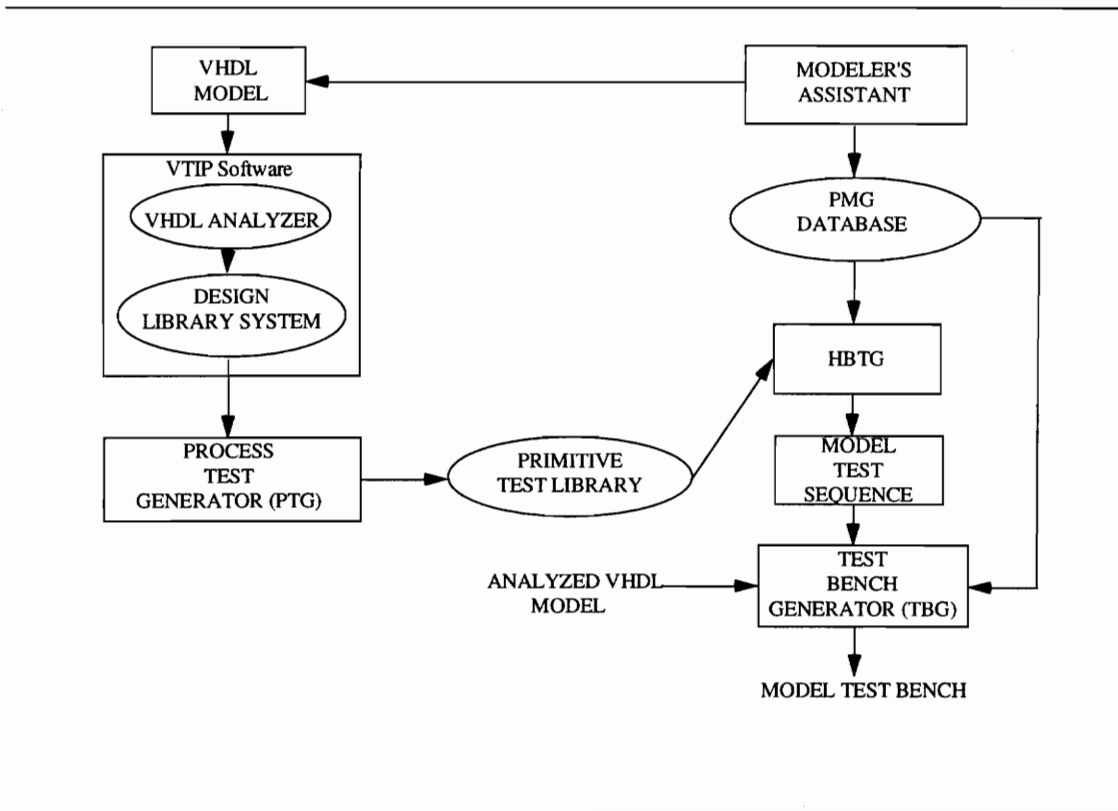 VHDL
MODEL
MODELER'S
ASSISTANT
VTIP Software
VHDL ANALYZER
DESIGN
LIBRARY SYSTEM
PMG
DATABASE
HBTG
PROCESS
TEST
GENERATOR (PTG)
PRIMITIVE
TEST LIBRARY
MODEL
TEST
SEQUENCE
ANALYZED VHDL
MODEL
TEST
BENCH
GENERATOR (TBG)
MODEL TEST BENCH